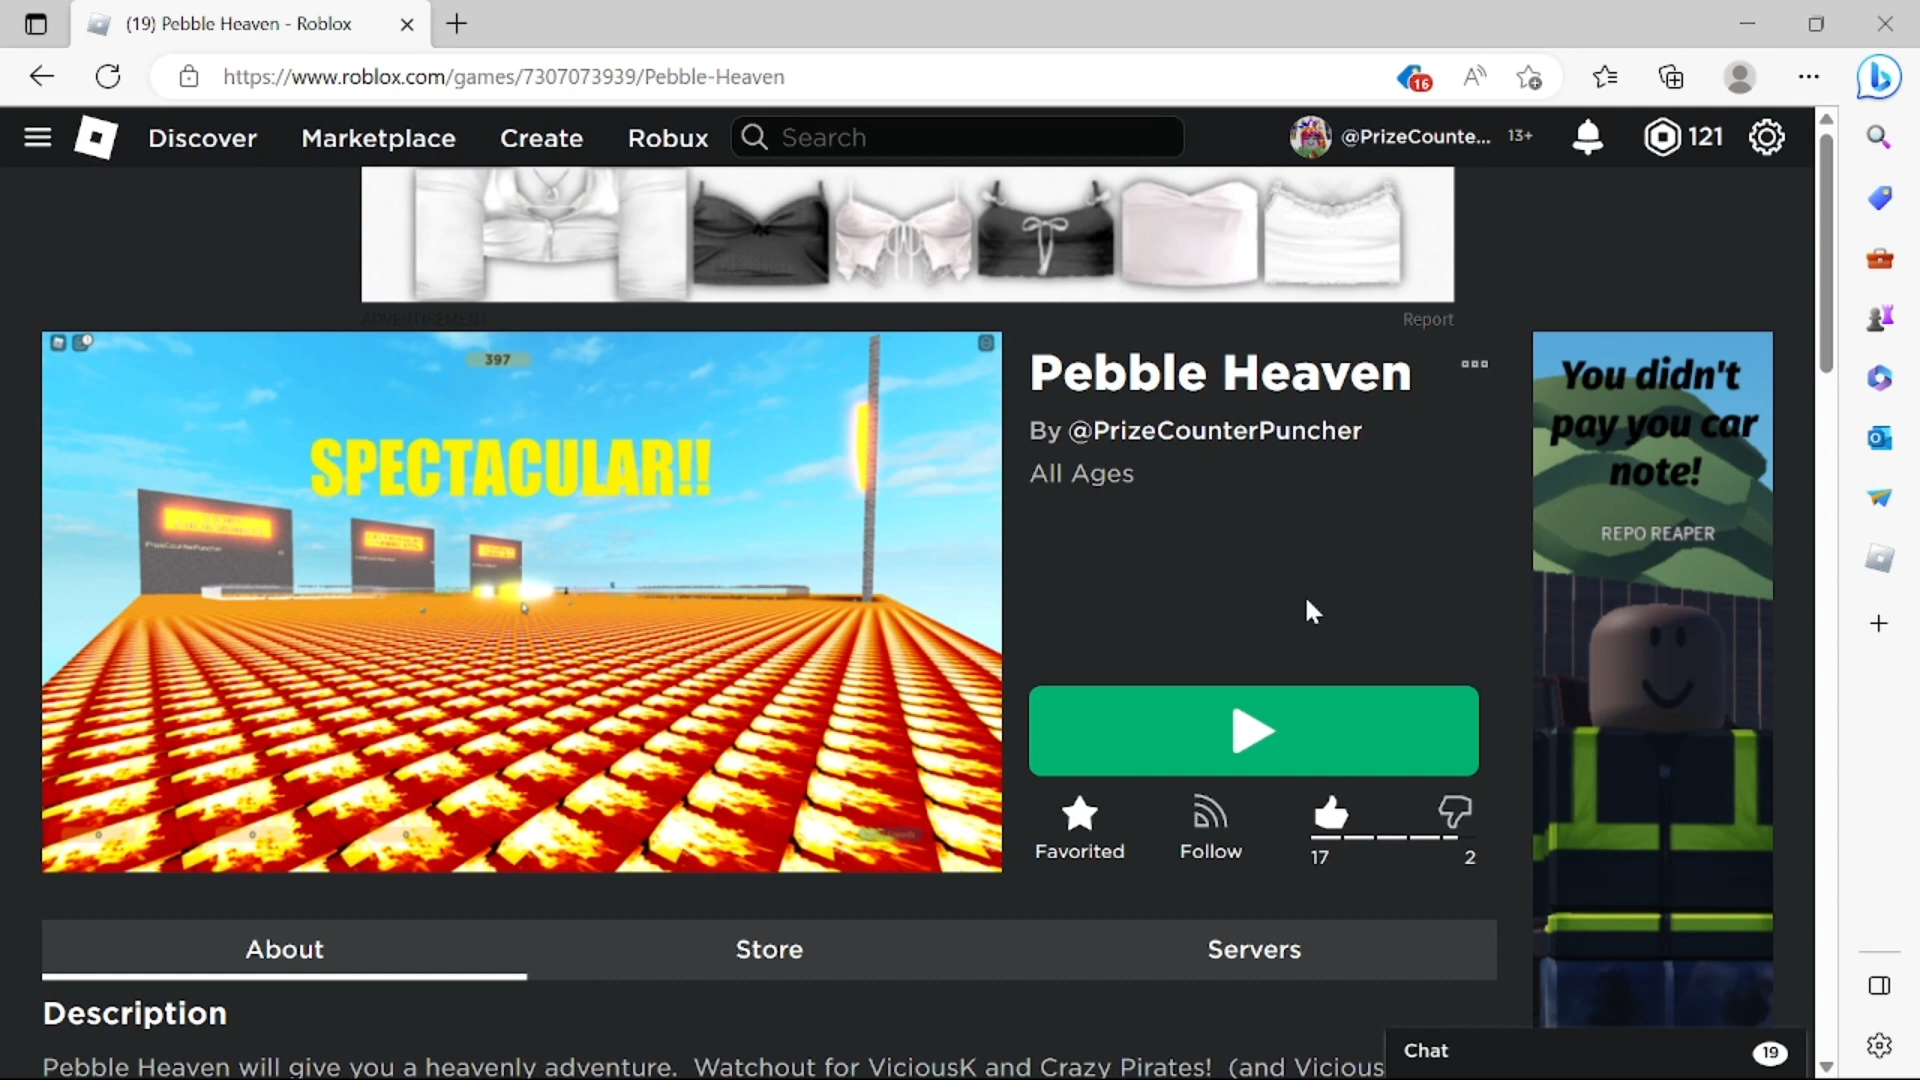 (19) Pebble Heaven - Roblox
https://www.roblox.com/games/7307073939/Pebble-Heaven
16
Discover
Marketplace
Create
Robux
Search
@PrizeCounte... 13+
121
ADVERTISEMENT
Report
397
SPECTACULAR!!
Pebble Heaven
By @PrizeCounterPuncher
All Ages
You didn't
pay you car
note!
REPO REAPER
Favorited
Follow
17
2
About
Store
Servers
Description
Pebble Heaven will give you a heavenly adventure. Watchout for ViciousK and Crazy Pirates! (and Vicious
Chat
19